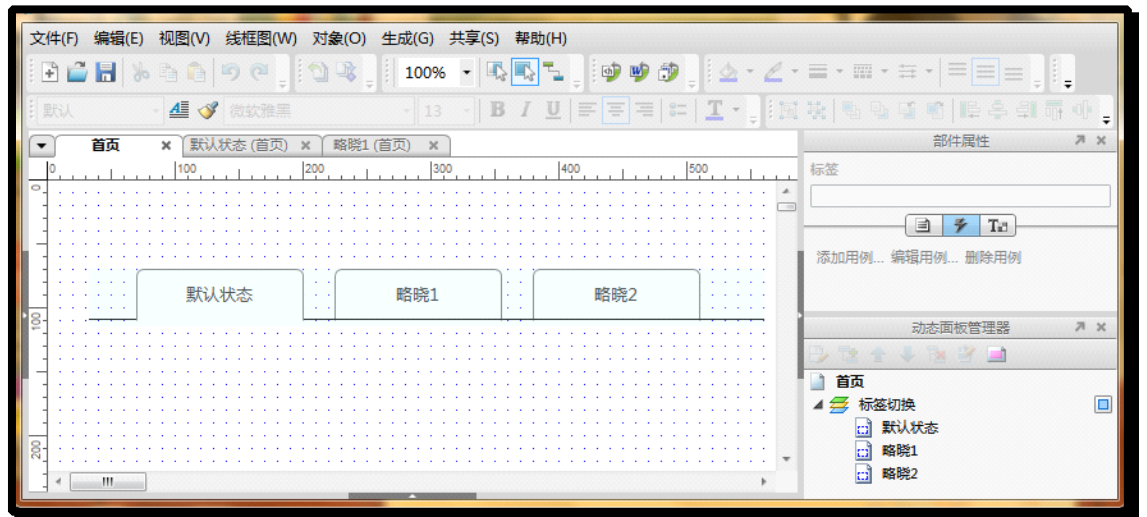 文件(F) 编辑(E) 视图(V) 线框图(W) 对象(O) 生成(G) 共享(S) 帮助(H)
100%
默认 微软雅黑 13 B I U T
首页 默认状态 (首页) 略晓1 (首页)
部件属性
0 100 200 300 400 500
标签
0
添加用例... 编辑用例... 删除用例
默认状态 略晓1 略晓2
100
动态面板管理器
首页
标签切换
默认状态
略晓1
略晓2
200